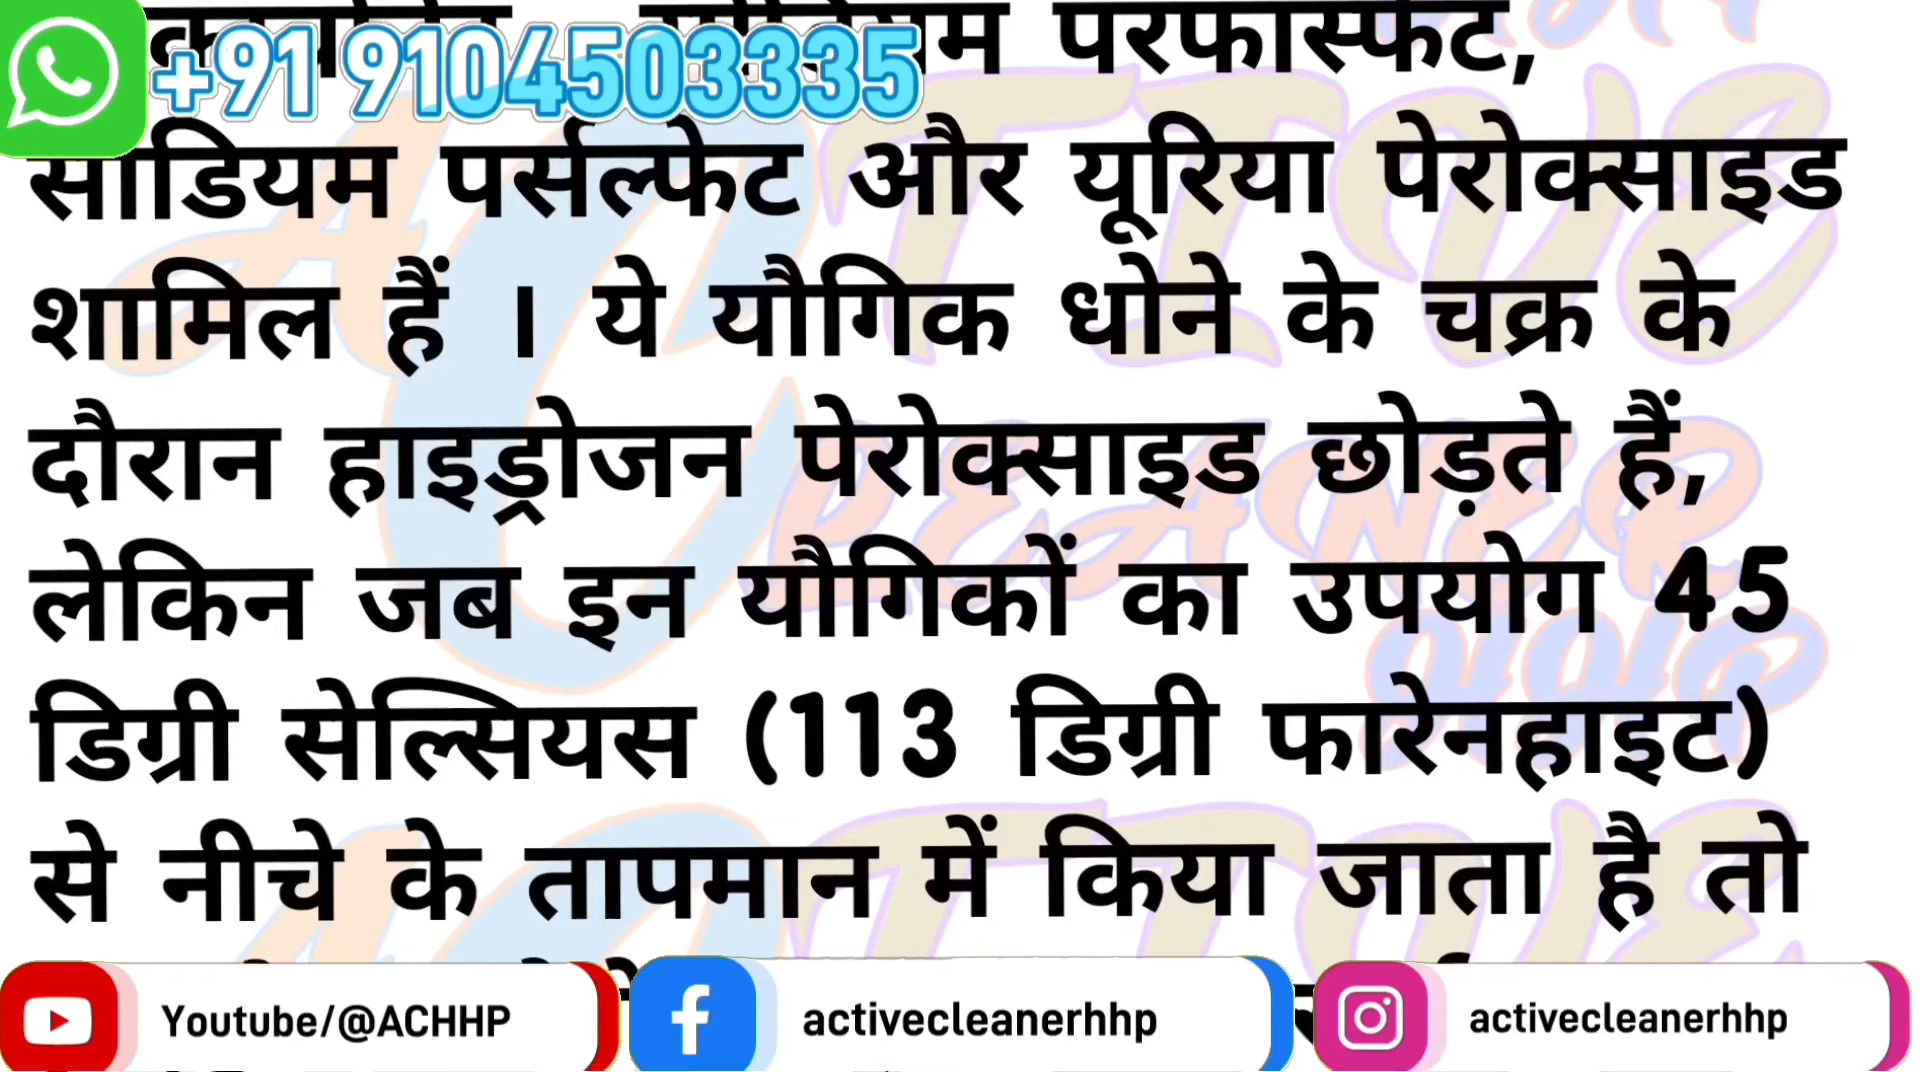 +91 9104503335
परफास्फेट,
सोडियम पर्सल्फेट और यूरिया पेरोक्साइड
शामिल हैं । ये यौगिक धोने के चक्र के
दौरान हाइड्रोजन पेरोक्साइड छोड़ते हैं,
लेकिन जब इन यौगिकों का उपयोग 45
डिग्री सेल्सियस (113 डिग्री फारेनहाइट)
से नीचे के तापमान में किया जाता है तो
Youtube/@ACHHP
activecleanerhhp
activecleanerhhp